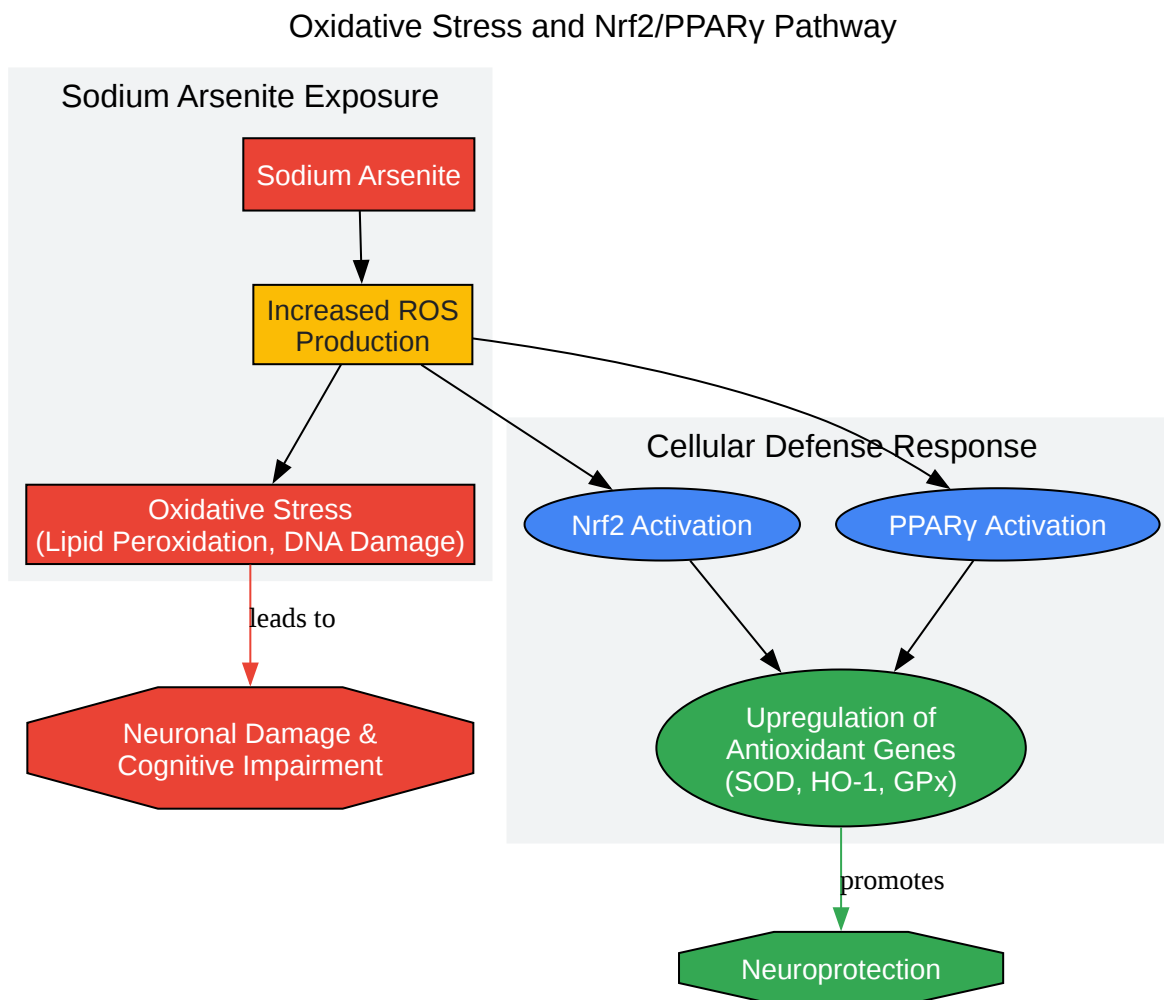 Oxidative Stress and Nrf2/PPARγ Pathway
Sodium Arsenite Exposure
Sodium Arsenite
Increased ROS
Production
Oxidative Stress
(Lipid Peroxidation, DNA Damage)
leads to
Neuronal Damage &
Cognitive Impairment
Cellular Defense Response
Nrf2 Activation
PPARγ Activation
Upregulation of
Antioxidant Genes
(SOD, HO-1, GPx)
promotes
Neuroprotection